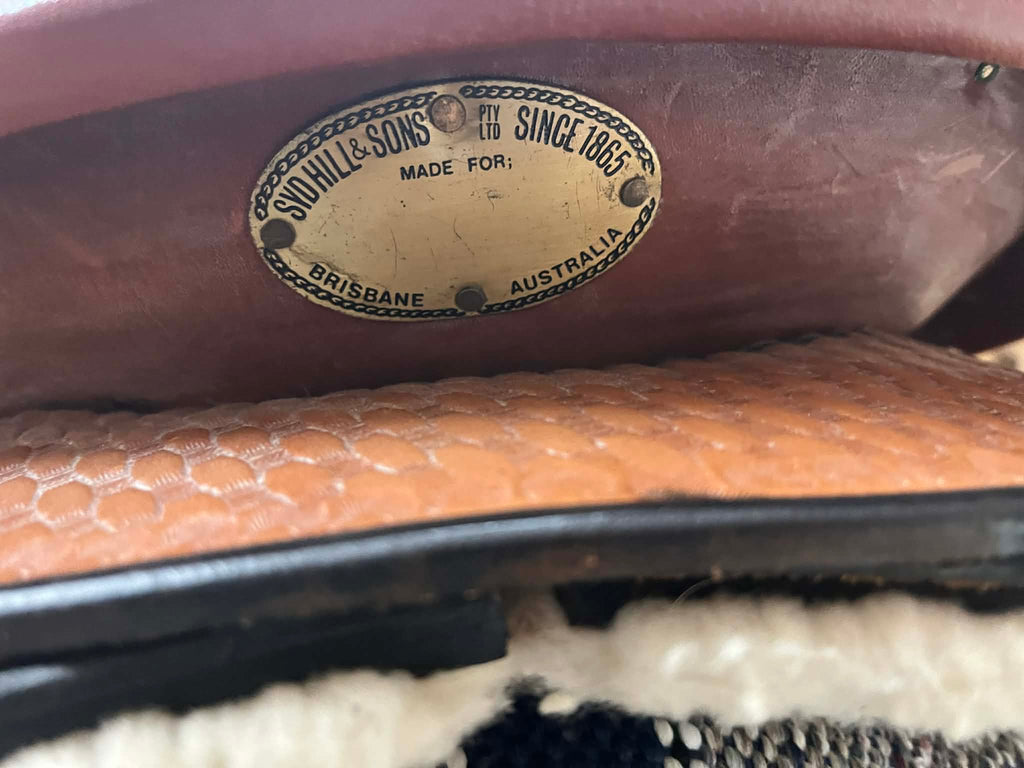 SYD HILL & SONS PTY LTD SINCE 1865
MADE FOR;
BRISBANE AUSTRALIA